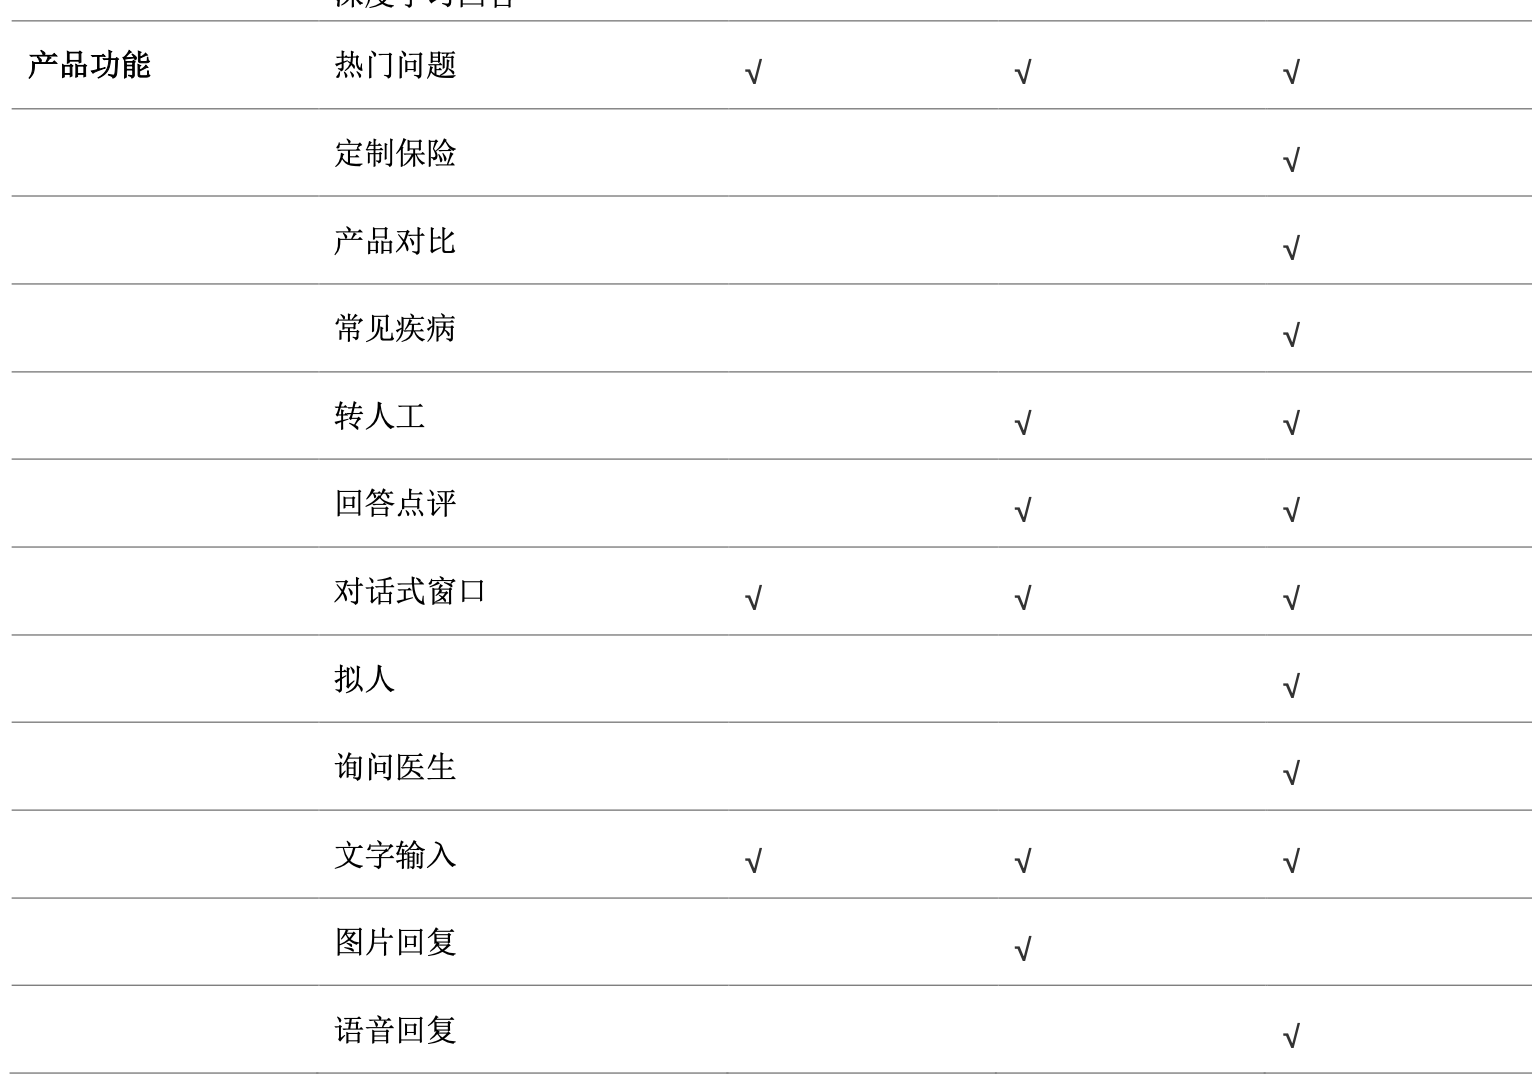 产品功能 热门问题 √ √ √
定制保险 √
产品对比 √
常见疾病 √
转人工 √ √
回答点评 √ √
对话式窗口 √ √ √
拟人 √
询问医生 √
文字输入 √ √ √
图片回复 √
语音回复 √